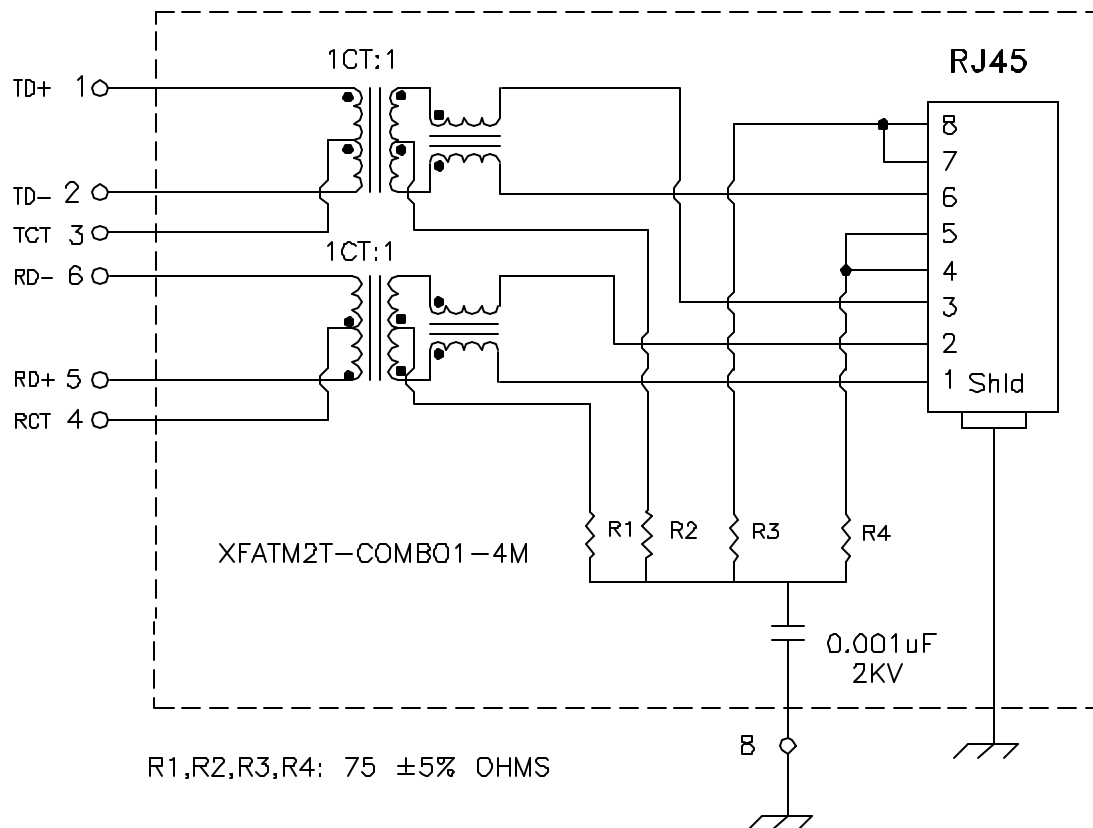 1CT:1
RJ45
TD+ 1
8
7
TD- 2
6
TCT 3
5
1CT:1
RD- 6
4
3
2
RD+ 5
1 Shld
RCT 4
R1 R2 R3 R4
XFATM2T-COMBO1-4M
0.001uF
2KV
8
R1,R2,R3,R4: 75 ±5% OHMS